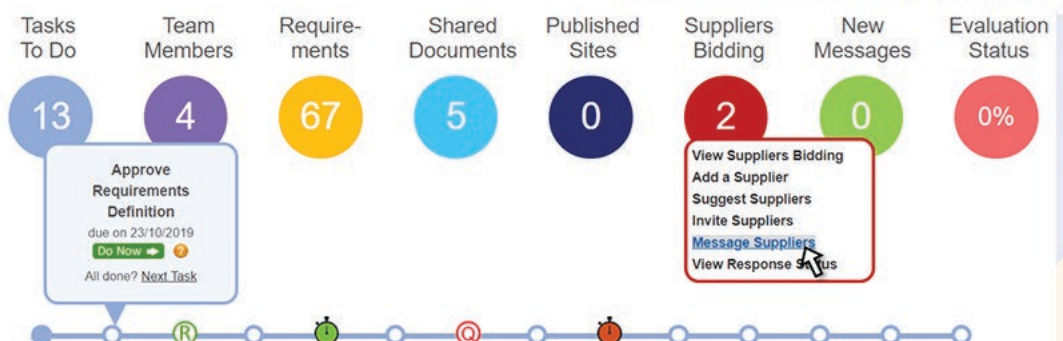 Tasks
To Do
Team
Members
Require-
ments
Shared
Documents
Published
Sites
Suppliers
Bidding
New
Messages
Evaluation
Status
13
4
67
5
0
2
0
0%
Approve
Requirements
Definition
due on 23/10/2019
Do Now
?
All done? Next Task
View Suppliers Bidding
Add a Supplier
Suggest Suppliers
Invite Suppliers
Message Suppliers
View Response Status
R
Q